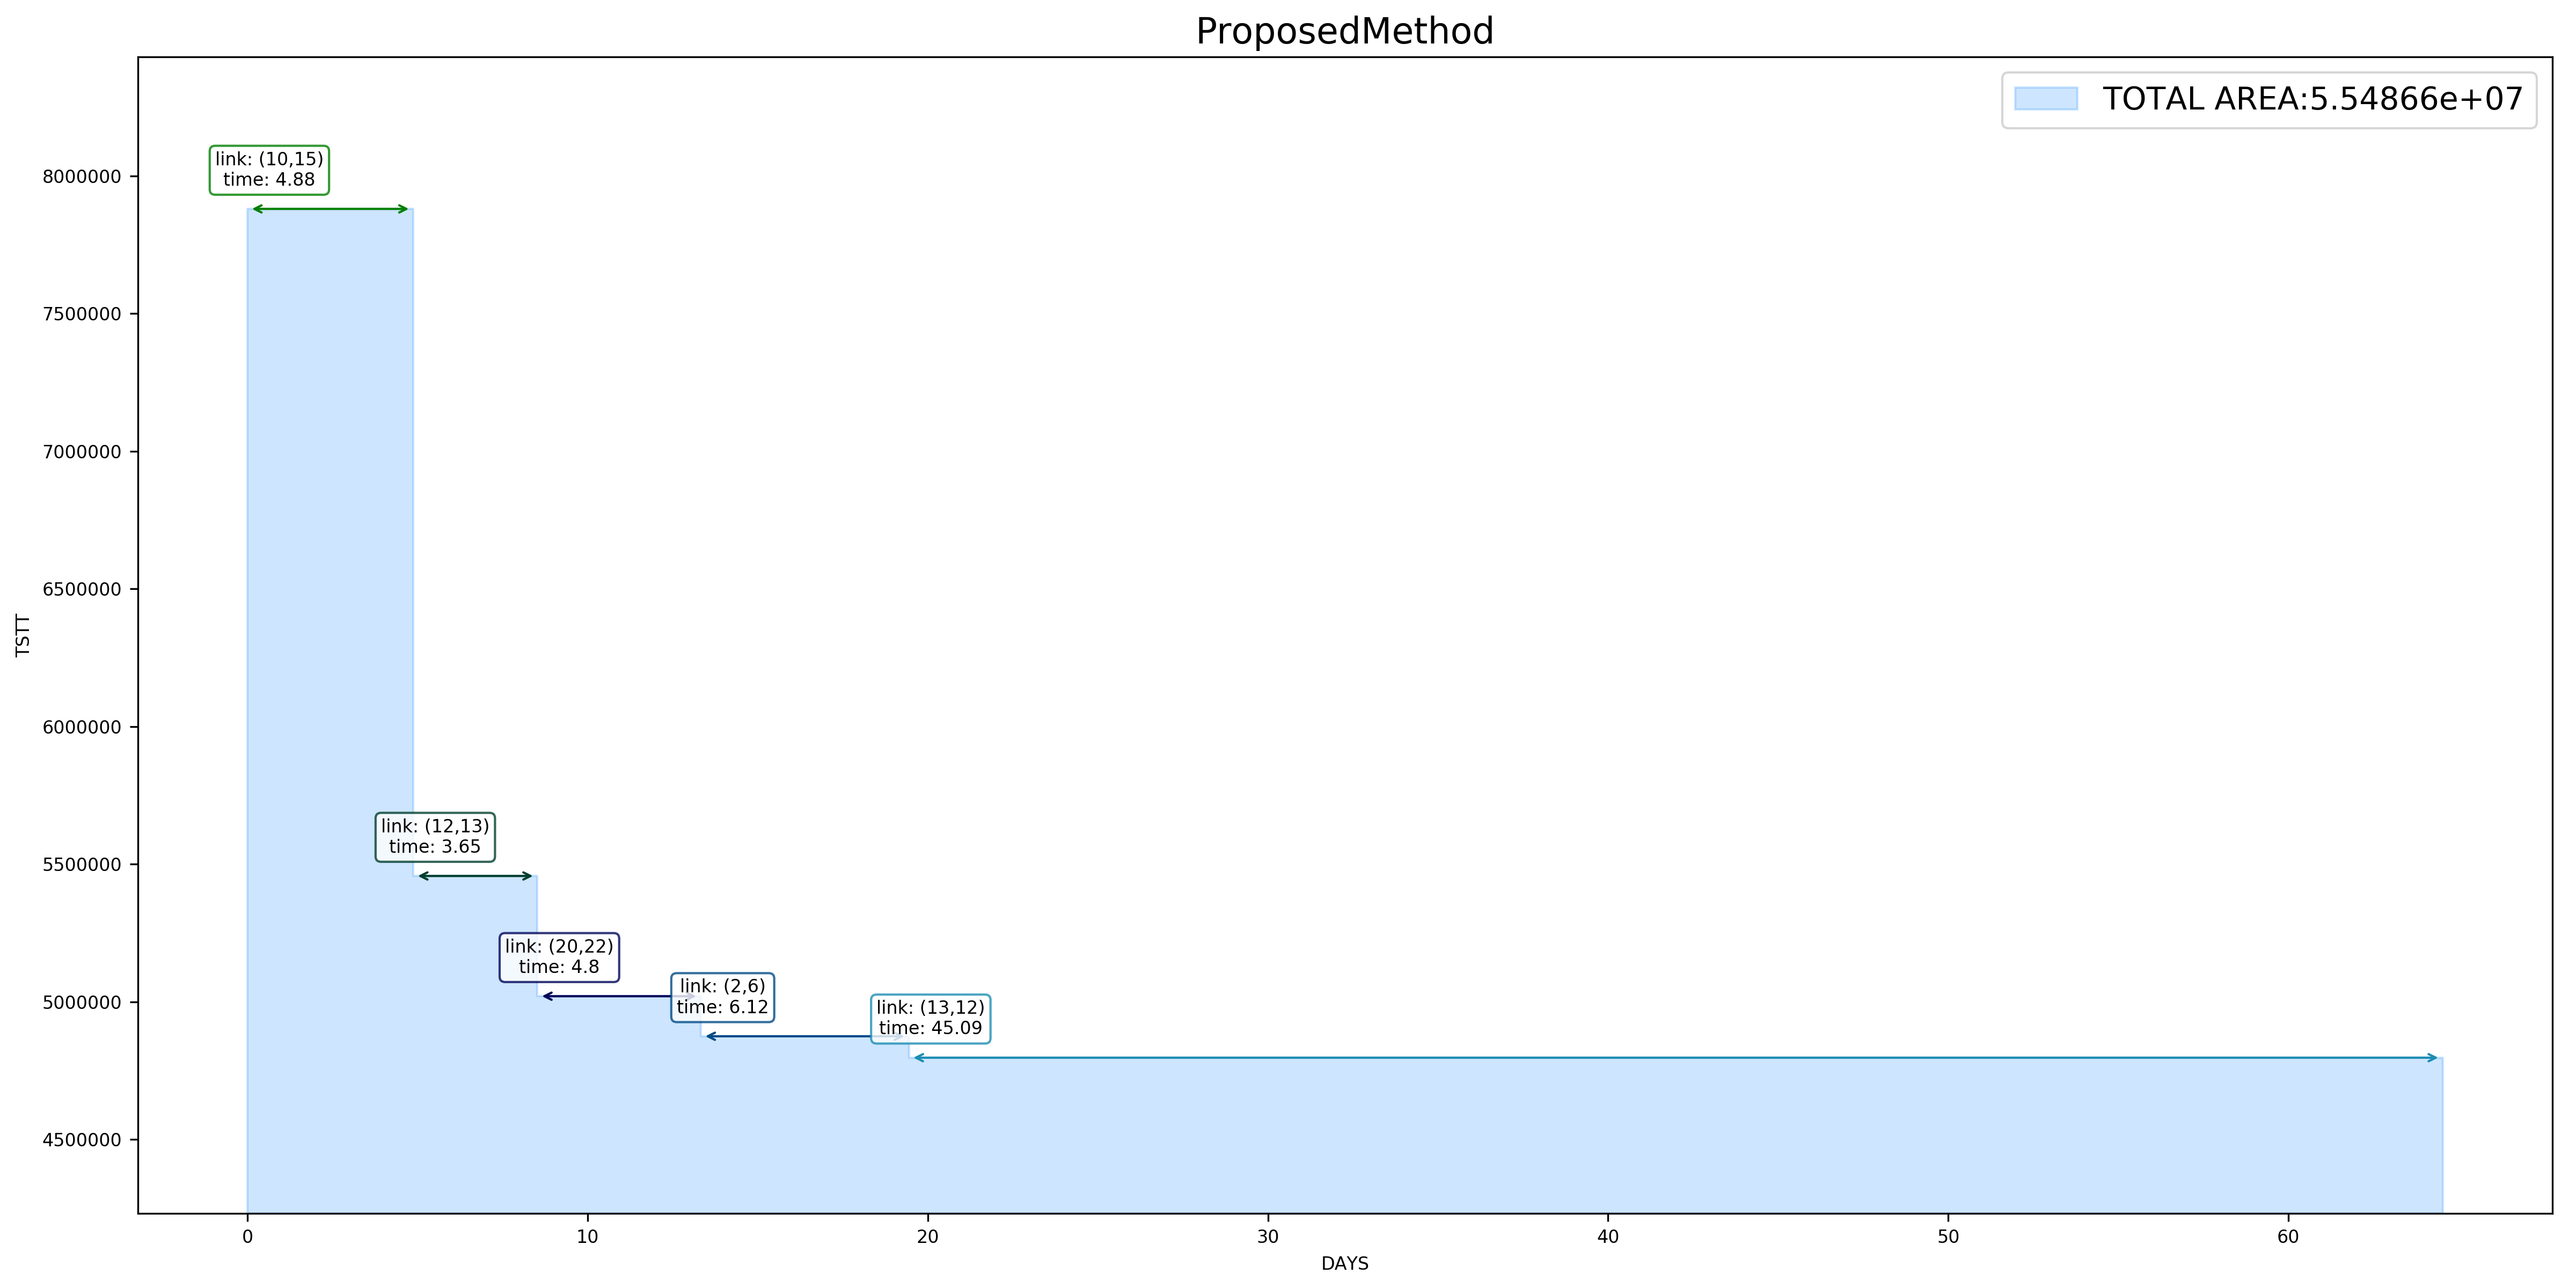 ProposedMethod
TOTAL AREA:5.54866e+07
link: (10,15)
time: 4.88
8000000
7500000
7000000
6500000
TSTT
6000000
link: (12,13)
time: 3.65
5500000
link: (20,22)
time: 4.8
link: (2,6)
time: 6.12
link: (13,12)
time: 45.09
5000000
4500000
0 10 20 30 40 50 60
DAYS